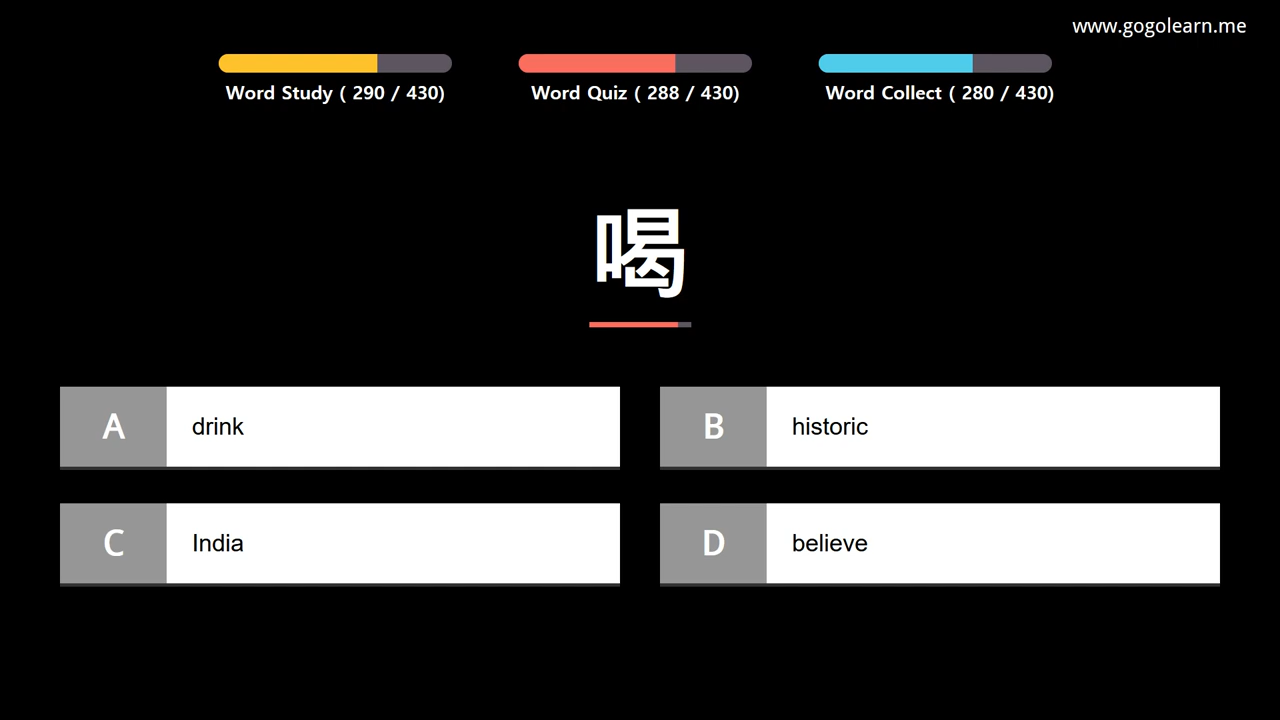 www.gogolearn.me
Word Study ( 290 / 430)
Word Quiz ( 288 / 430)
Word Collect ( 280 / 430)
喝
A drink
B historic
C India
D believe